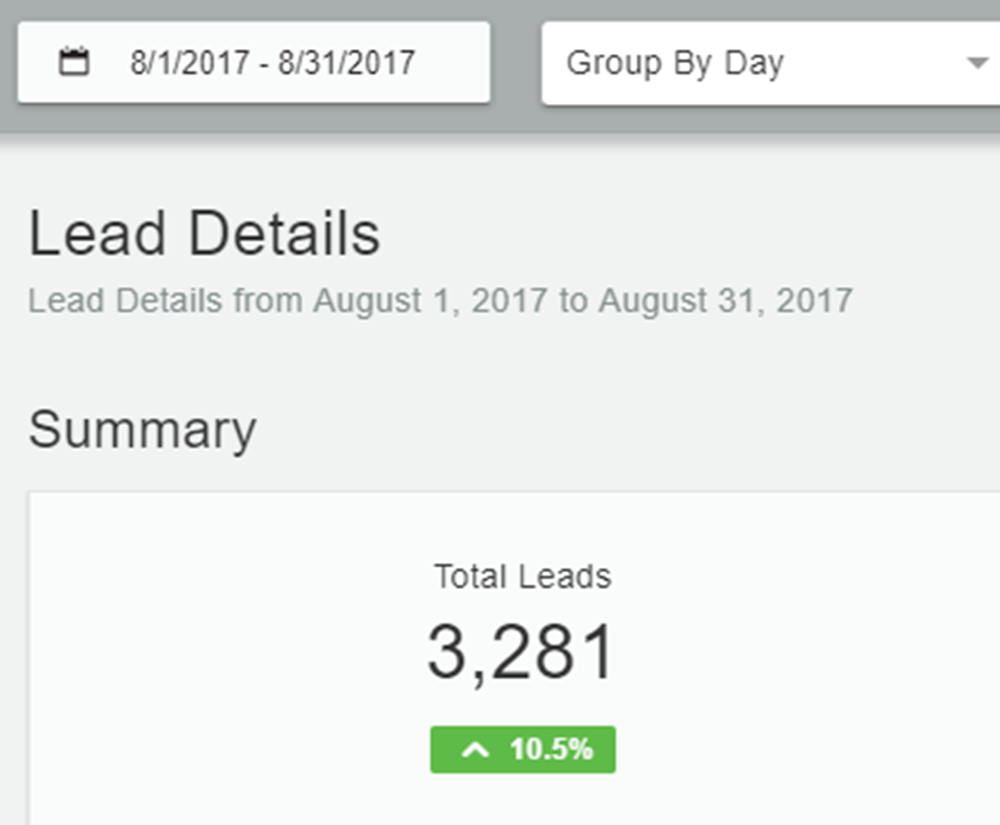 8/1/2017 - 8/31/2017
Group By Day
Lead Details
Lead Details from August 1, 2017 to August 31, 2017
Summary
Total Leads
3,281
10.5%